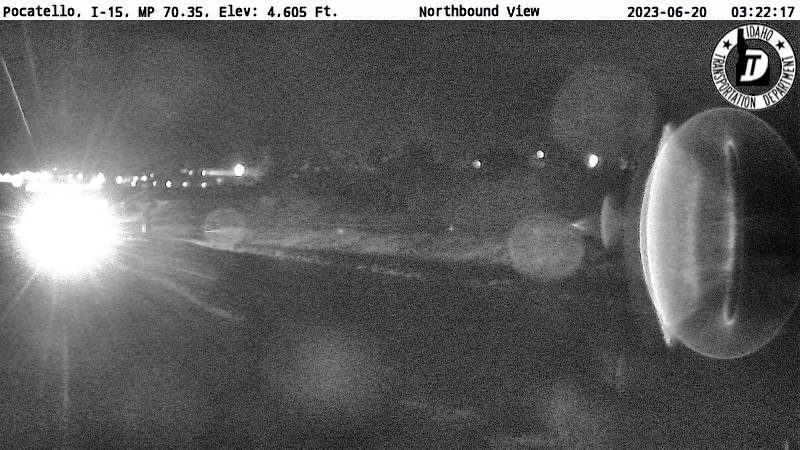 Pocatello, I-15, MP 70.35, Elev: 4,605 Ft. Northbound View 2023-06-20 03:22:17
IDAHO
TRANSPORTATION DEPARTMENT